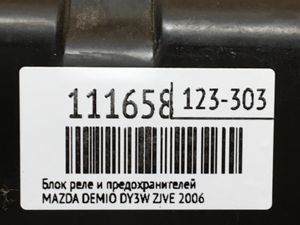 111658 123-303
Блок реле и предохранителей
MAZDA DEMIO DY3W ZJVE 2006